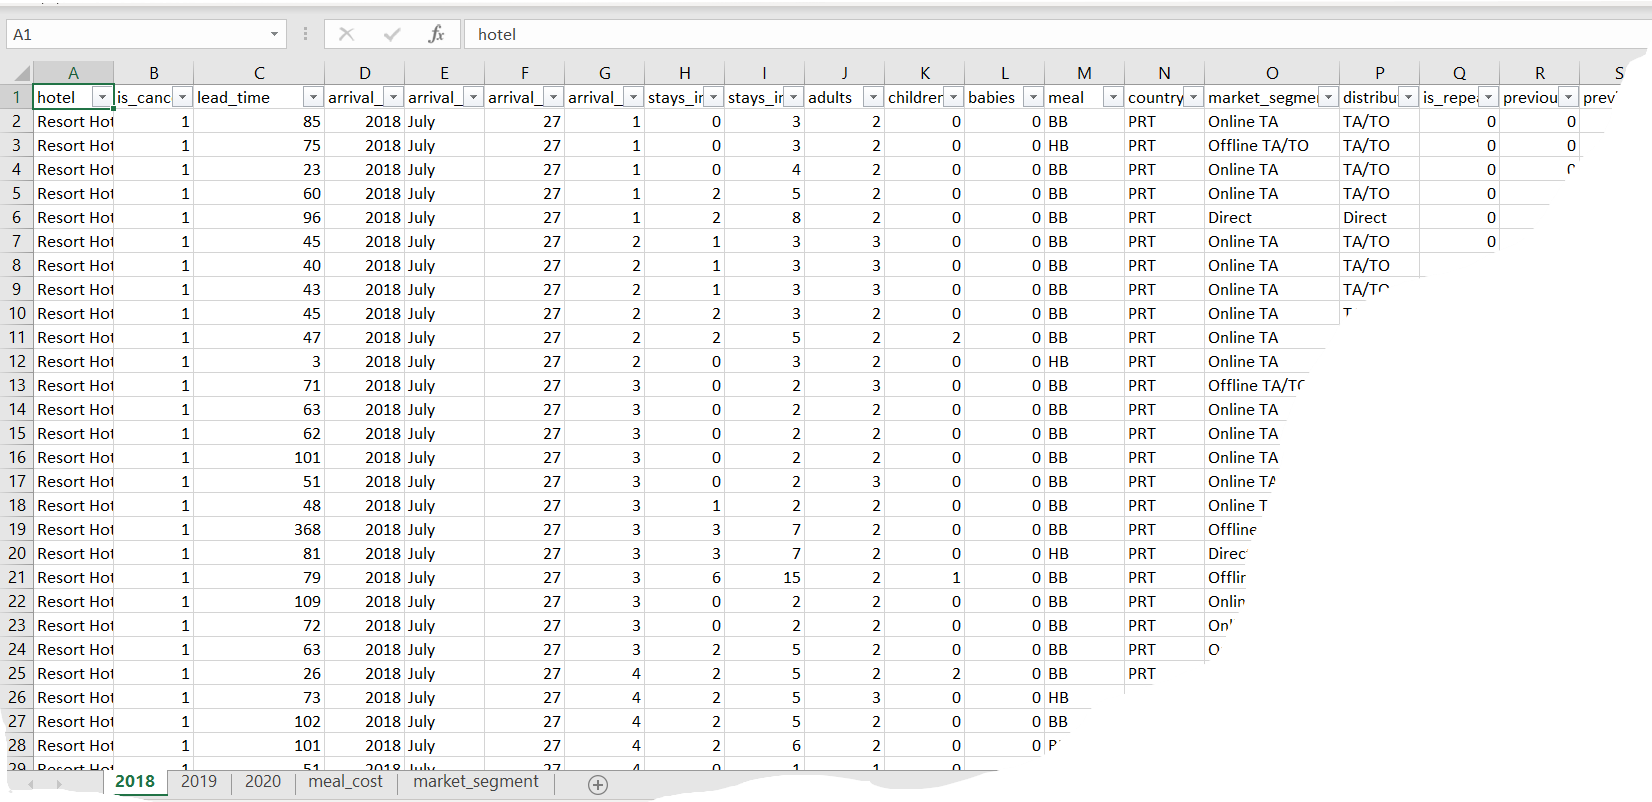 A1 fx hotel
A B C D E F G H I J K L M N O P Q R S
1 hotel is_canc lead_time arrival_ arrival_ arrival_ arrival_ stays_in stays_in adults children babies meal country market_segme distribu is_repea previou prev
2 Resort Hot 1 85 2018 July 27 1 0 3 2 0 0 BB PRT Online TA TA/TO 0 0
3 Resort Hot 1 75 2018 July 27 1 0 3 2 0 0 HB PRT Offline TA/TO TA/TO 0 0
4 Resort Hot 1 23 2018 July 27 1 0 4 2 0 0 BB PRT Online TA TA/TO 0
5 Resort Hot 1 60 2018 July 27 1 2 5 2 0 0 BB PRT Online TA TA/TO 0
6 Resort Hot 1 96 2018 July 27 1 2 8 2 0 0 BB PRT Direct Direct 0
7 Resort Hot 1 45 2018 July 27 2 1 3 3 0 0 BB PRT Online TA TA/TO 0
8 Resort Hot 1 40 2018 July 27 2 1 3 3 0 0 BB PRT Online TA TA/TO
9 Resort Hot 1 43 2018 July 27 2 1 3 3 0 0 BB PRT Online TA TA/TO
10 Resort Hot 1 45 2018 July 27 2 2 3 2 0 0 BB PRT Online TA T
11 Resort Hot 1 47 2018 July 27 2 2 5 2 2 0 BB PRT Online TA
12 Resort Hot 1 3 2018 July 27 2 0 3 2 0 0 HB PRT Online TA
13 Resort Hot 1 71 2018 July 27 3 0 2 3 0 0 BB PRT Offline TA/TO
14 Resort Hot 1 63 2018 July 27 3 0 2 2 0 0 BB PRT Online TA
15 Resort Hot 1 62 2018 July 27 3 0 2 2 0 0 BB PRT Online TA
16 Resort Hot 1 101 2018 July 27 3 0 2 2 0 0 BB PRT Online TA
17 Resort Hot 1 51 2018 July 27 3 0 2 3 0 0 BB PRT Online TA
18 Resort Hot 1 48 2018 July 27 3 1 2 2 0 0 BB PRT Online T
19 Resort Hot 1 368 2018 July 27 3 3 7 2 0 0 BB PRT Offline
20 Resort Hot 1 81 2018 July 27 3 3 7 2 0 0 HB PRT Direc
21 Resort Hot 1 79 2018 July 27 3 6 15 2 1 0 BB PRT Offlin
22 Resort Hot 1 109 2018 July 27 3 0 2 2 0 0 BB PRT Onlin
23 Resort Hot 1 72 2018 July 27 3 0 2 2 0 0 BB PRT On
24 Resort Hot 1 63 2018 July 27 3 2 5 2 0 0 BB PRT O
25 Resort Hot 1 26 2018 July 27 4 2 5 2 2 0 BB PRT
26 Resort Hot 1 73 2018 July 27 4 2 5 3 0 0 HB
27 Resort Hot 1 102 2018 July 27 4 2 5 2 0 0 BB
28 Resort Hot 1 101 2018 July 27 4 2 6 2 0 0
29 Resort Hot 1 51 2018 July 27 4 0 1 1 0
2018 2019 2020 meal_cost market_segment